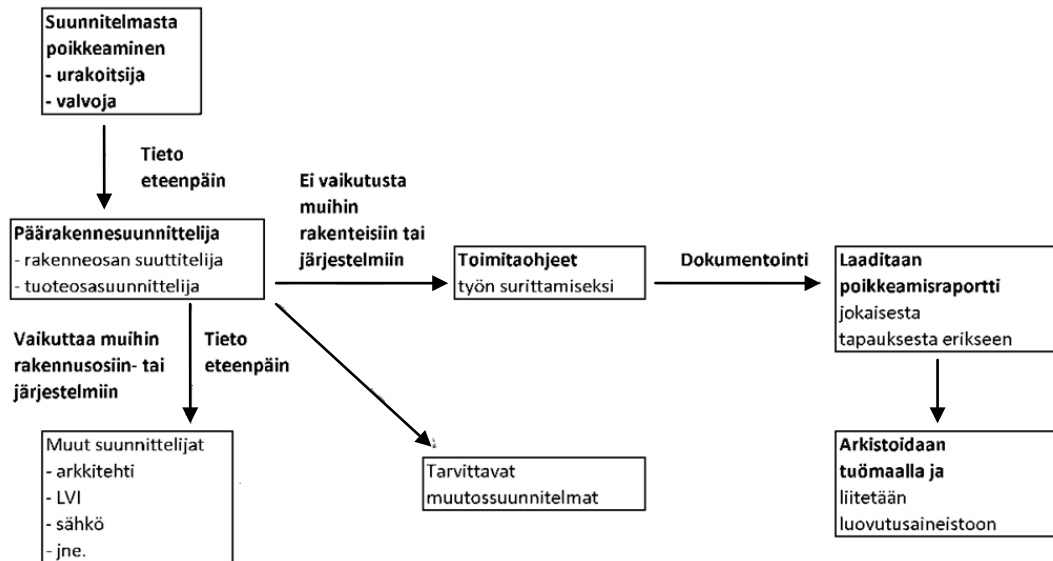 Suunnitelmasta
poikkeaminen
- urakoitsija
- valvoja
Tieto
eteenpäin
Päärakennesuunnittelija
- rakenneosan suuttitelija
- tuoteosasuunnittelija
Ei vaikutusta
muihin
rakenteisiin tai
järjestelmiin
Toimitaohjeet
työn surittamiseksi
Dokumentointi
Laaditaan
poikkeamisraportti
jokaisesta
tapauksesta erikseen
Vaikuttaa muihin
rakennusosiin- tai
järjestelmiin
Tieto
eteenpäin
Muut suunnittelijat
- arkkitehti
- LVI
- sähkö
- jne.
Tarvittavat
muutossuunnitelmat
Arkistoidaan
tuömaalla ja
liitetään
luovutusaineistoon